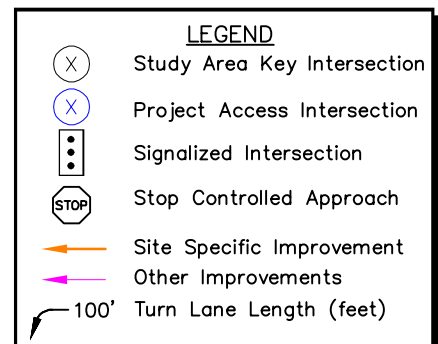 LEGEND
X Study Area Key Intersection
X Project Access Intersection
Signalized Intersection
STOP Stop Controlled Approach
Site Specific Improvement
Other Improvements
100' Turn Lane Length (feet)